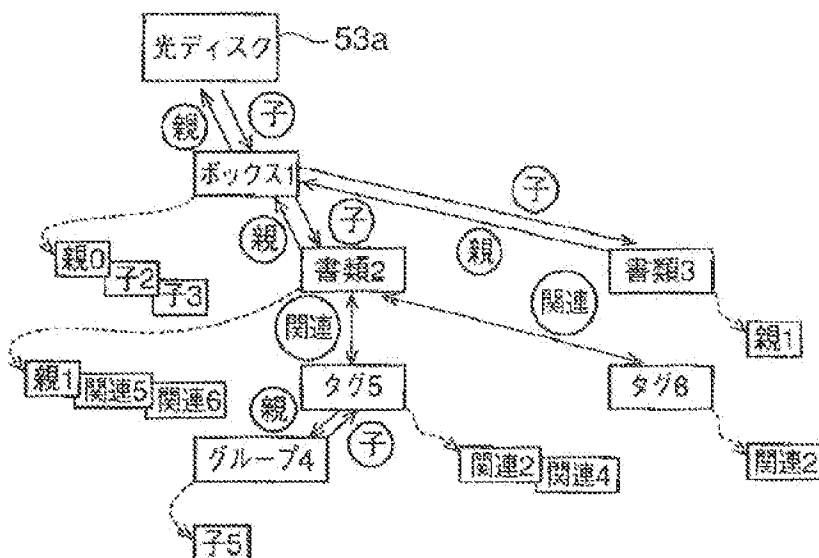 光ディスク
53a
親
子
ボックス1
子
親
子
親
親0
子2
子3
書類2
書類3
関連
関連
親1
親1
関連5
関連6
タグ5
タグ6
親
子
グループ4
関連2
関連4
関連2
子5